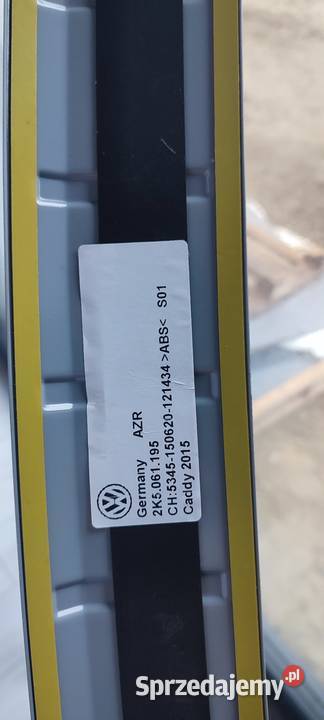 Germany AZR
2K5.061.195
CH:5345-150620-121434 >ABS< S01
Caddy 2015
Sprzedajemy.pl